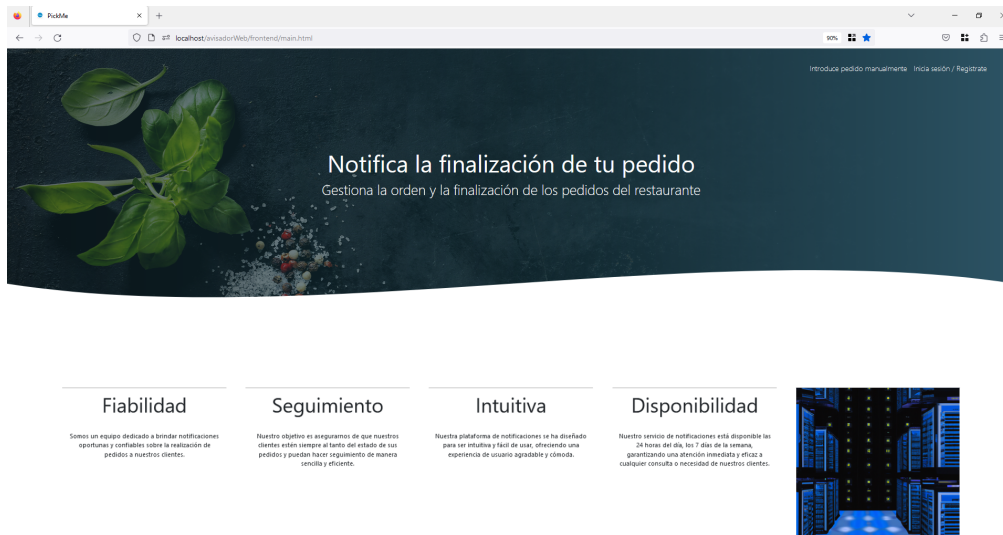 PickMe
localhost/avisadorWeb/frontend/main.html
90%
Introduce pedido manualmente Inicia sesión / Registrate
Notifica la finalización de tu pedido
Gestiona la orden y la finalización de los pedidos del restaurante
Fiabilidad
Somos un equipo dedicado a brindar notificaciones
oportunas y confiables sobre la realización de
pedidos a nuestros clientes.
Seguimiento
Nuestro objetivo es asegurarnos de que nuestros
clientes estén siempre al tanto del estado de sus
pedidos y puedan hacer seguimiento de manera
sencilla y eficiente.
Intuitiva
Nuestra plataforma de notificaciones se ha diseñado
para ser intuitiva y fácil de usar, ofreciendo una
experiencia de usuario agradable y cómoda.
Disponibilidad
Nuestro servicio de notificaciones está disponible las
24 horas del día, los 7 días de la semana,
garantizando una atención inmediata y eficaz a
cualquier consulta o necesidad de nuestros clientes.